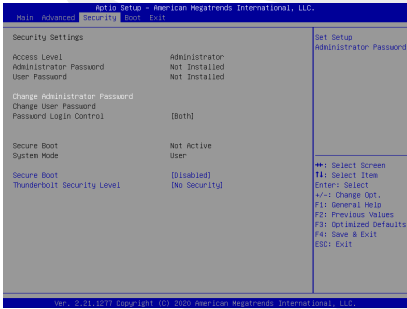 Aptio Setup - American Megatrends International, LLC.
Main Advanced Security Boot Exit
Security Settings
Access Level Administrator
Administrator Password Not Installed
User Password Not Installed
Change Administrator Password
Change User Password
Password Login Control [Both]
Secure Boot Not Active
System Mode User
Secure Boot [Disabled]
Thunderbolt Security Level [No Security]
Set Setup
Administrator Password
↔: Select Screen
↑↓: Select Item
Enter: Select
+/-: Change Opt.
F1: General Help
F2: Previous Values
F3: Optimized Defaults
F4: Save & Exit
ESC: Exit
Ver. 2.21.1277 Copyright (C) 2020 American Megatrends International, LLC.